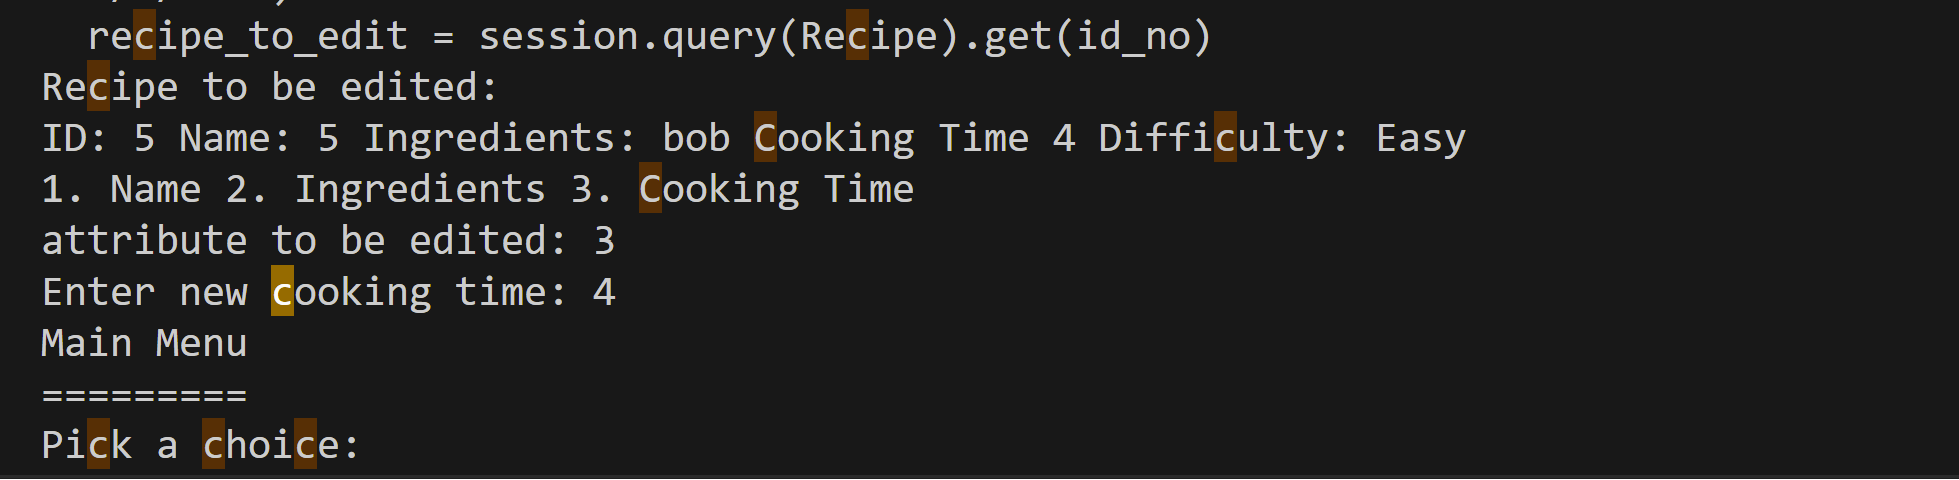 recipe_to_edit = session.query(Recipe).get(id_no)
Recipe to be edited:
ID: 5 Name: 5 Ingredients: bob Cooking Time 4 Difficulty: Easy
1. Name 2. Ingredients 3. Cooking Time
attribute to be edited: 3
Enter new cooking time: 4
Main Menu
=========
Pick a choice: